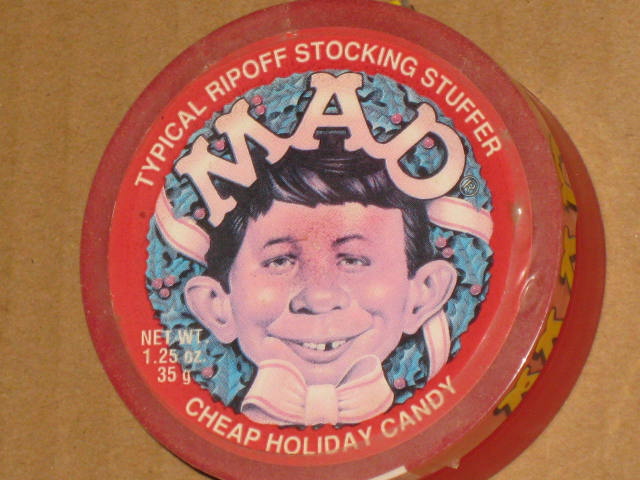 TYPICAL RIPOFF STOCKING STUFFER
MAD®
NET WT.
1.25 oz.
35 g
CHEAP HOLIDAY CANDY